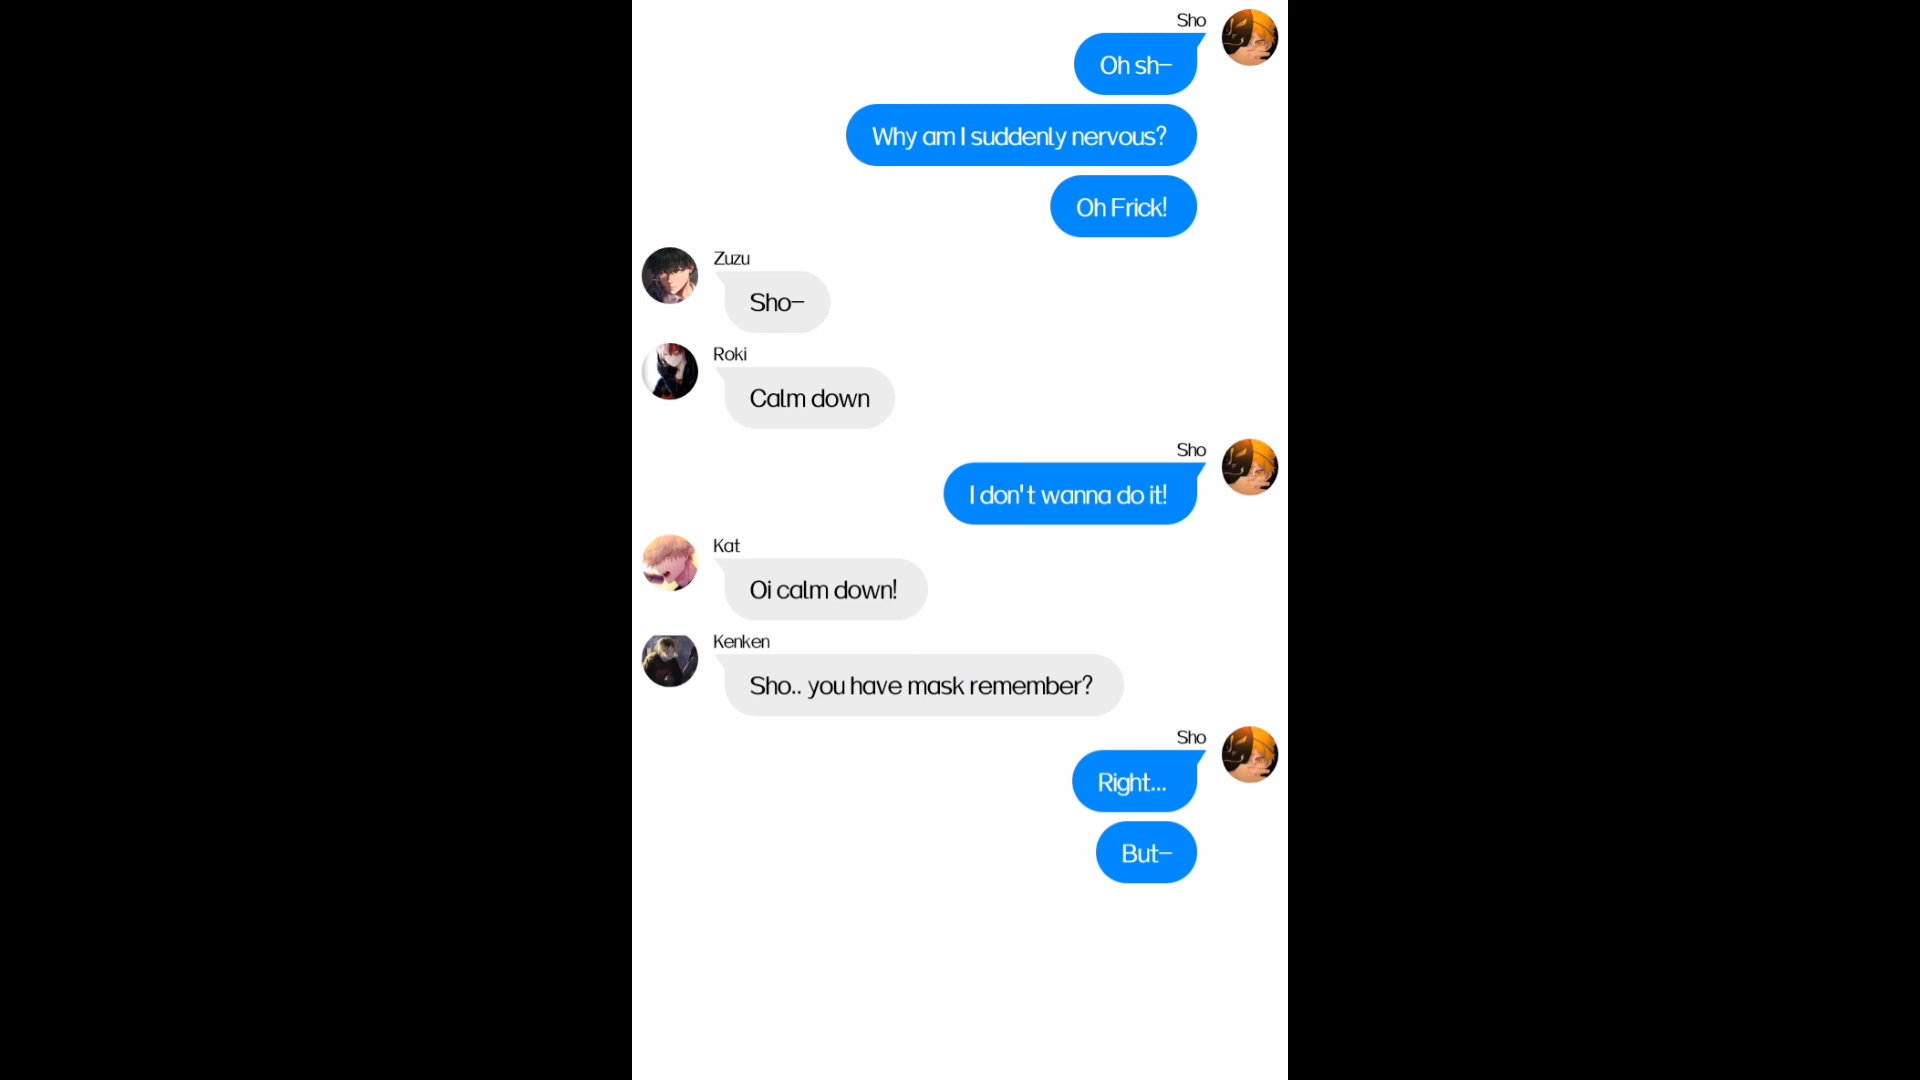 Sho
Oh sh–
Why am I suddenly nervous?
Oh Frick!
Zuzu
Sho–
Roki
Calm down
Sho
I don't wanna do it!
Kat
Oi calm down!
Kenken
Sho.. you have mask remember?
Sho
Right...
But–